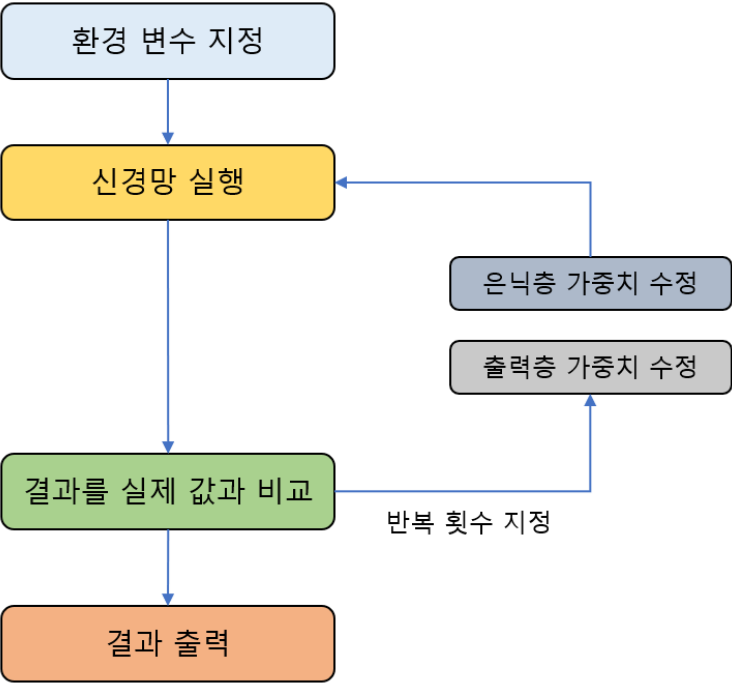 환경 변수 지정
신경망 실행
은닉층 가중치 수정
출력층 가중치 수정
결과를 실제 값과 비교
반복 횟수 지정
결과 출력